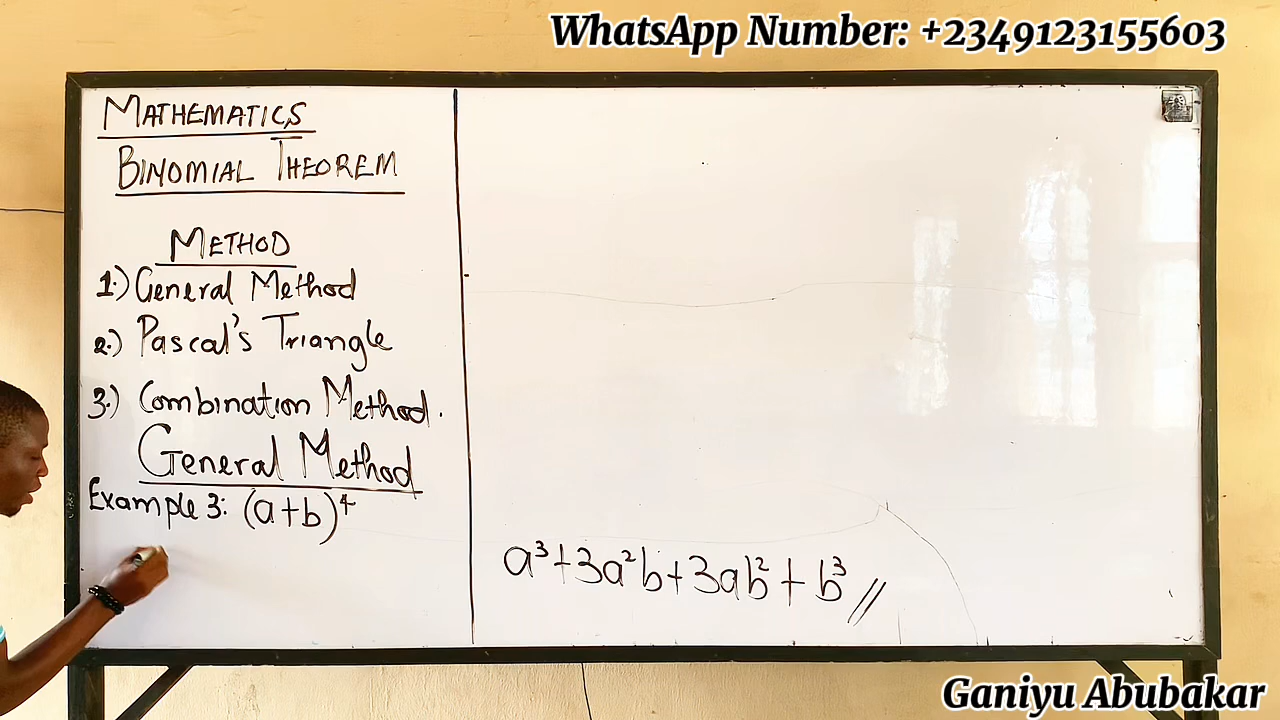 WhatsApp Number: +2349123155603
MATHEMATICS
BINOMIAL THEOREM
METHOD
1.) General Method
2.) Pascal's Triangle
3.) Combination Method.
General Method
Example 3: (a+b)⁴
a³+3a²b+3ab²+b³//
Ganiyu Abubakar